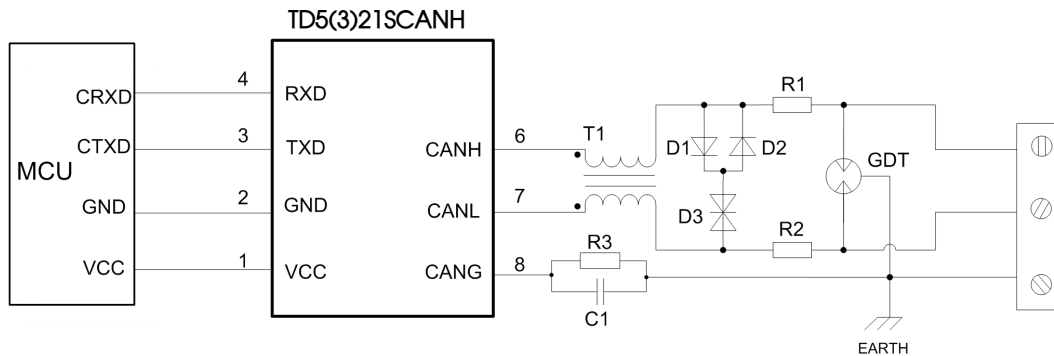 TD5(3)21SCANH
MCU
CRXD
CTXD
GND
VCC
4
3
2
1
RXD
TXD
GND
VCC
CANH
CANL
CANG
6
7
8
T1
D1
D2
D3
R1
R2
GDT
R3
C1
EARTH